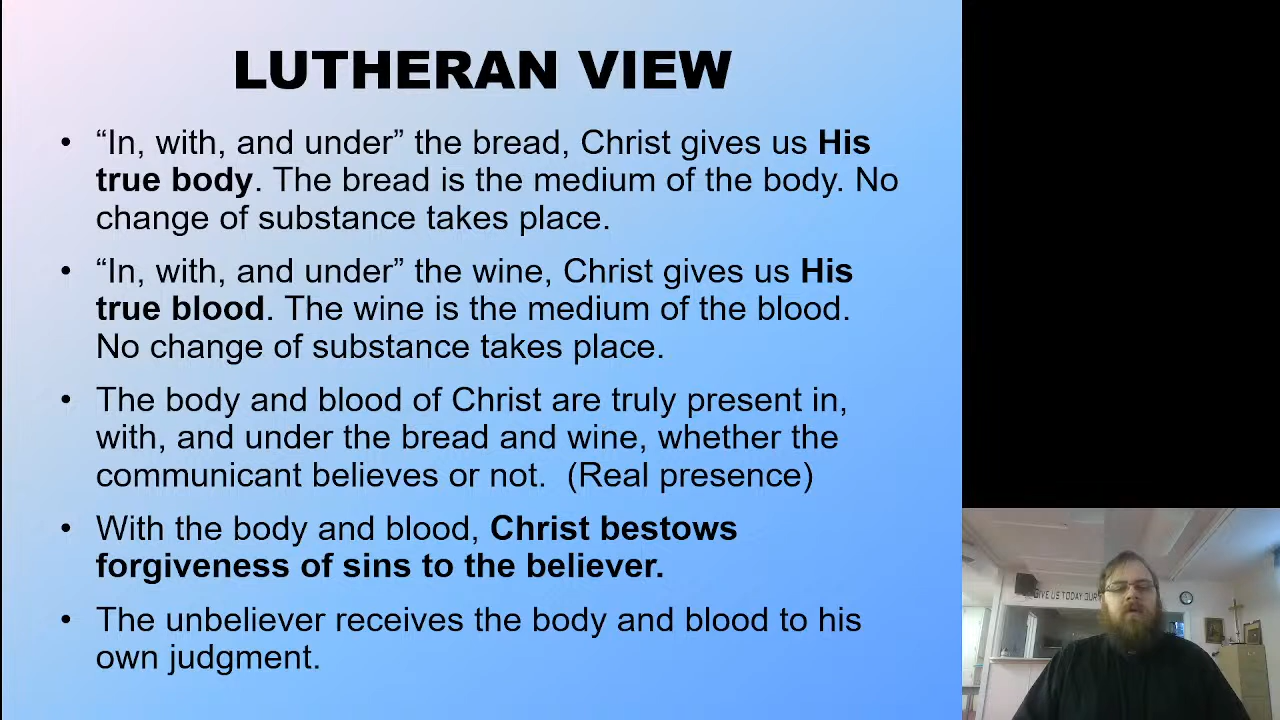 LUTHERAN VIEW
• “In, with, and under” the bread, Christ gives us His
true body. The bread is the medium of the body. No
change of substance takes place.
• “In, with, and under” the wine, Christ gives us His
true blood. The wine is the medium of the blood.
No change of substance takes place.
• The body and blood of Christ are truly present in,
with, and under the bread and wine, whether the
communicant believes or not.  (Real presence)
• With the body and blood, Christ bestows
forgiveness of sins to the believer.
• The unbeliever receives the body and blood to his
own judgment.
GIVE US TODAY OUR